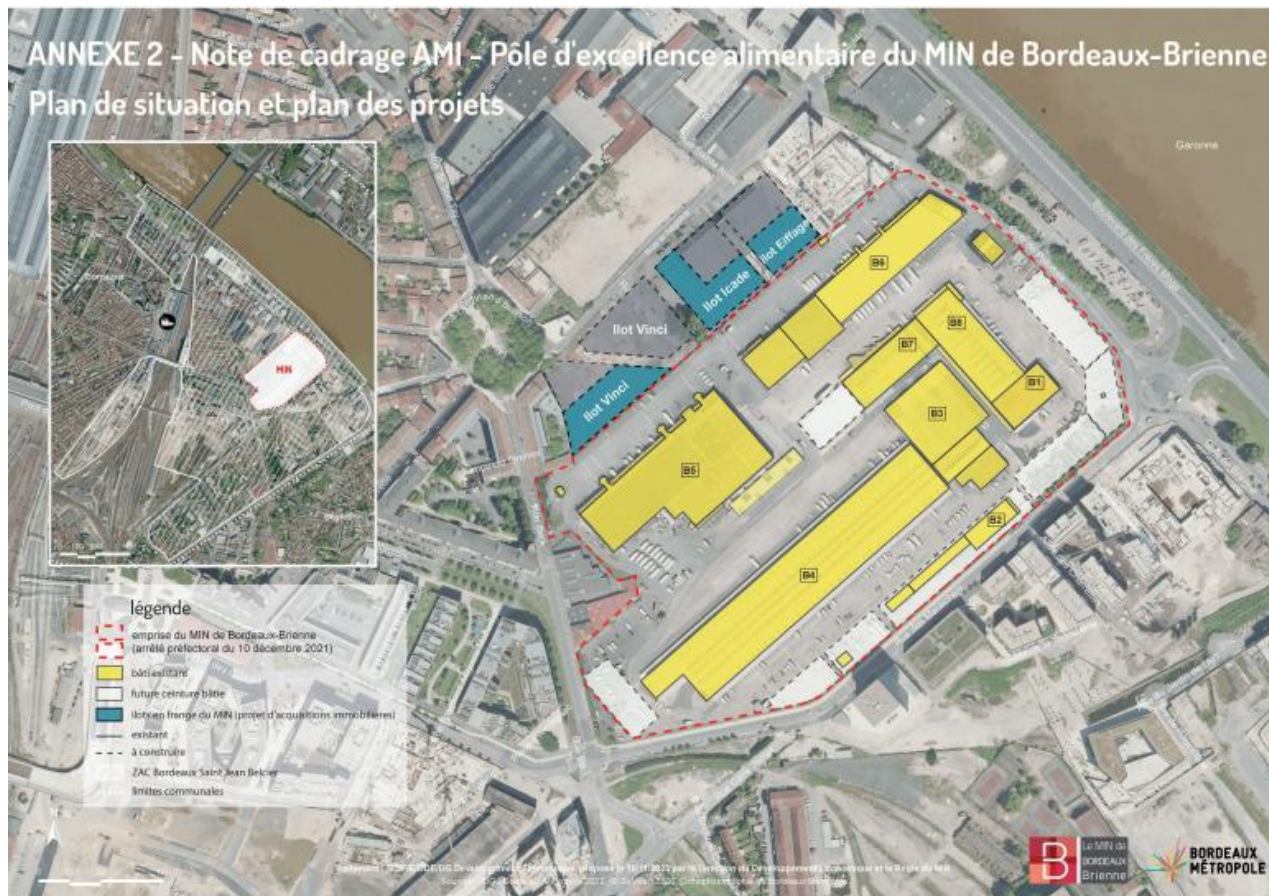 ANNEXE 2 - Note de cadrage AMI - Pôle d'excellence alimentaire du MIN de Bordeaux-Brienne
Plan de situation et plan des projets
Garonne
MIN
Ilot Eiffage
Ilot Icade
Ilot Vinci
Ilot Vinci
B6
B8
B7
B1
B3
B5
B2
B4
légende
emprise du MIN de Bordeaux-Brienne
(arrêté préfectoral du 10 décembre 2021)
bâti existant
future ceinture bâtie
ilots en frange du MIN (projet d'acquisitions immobilières)
existant
à construire
ZAC Bordeaux Saint Jean Belcier
limites communales
Le MIN de
BORDEAUX
Brienne
BORDEAUX
MÉTROPOLE